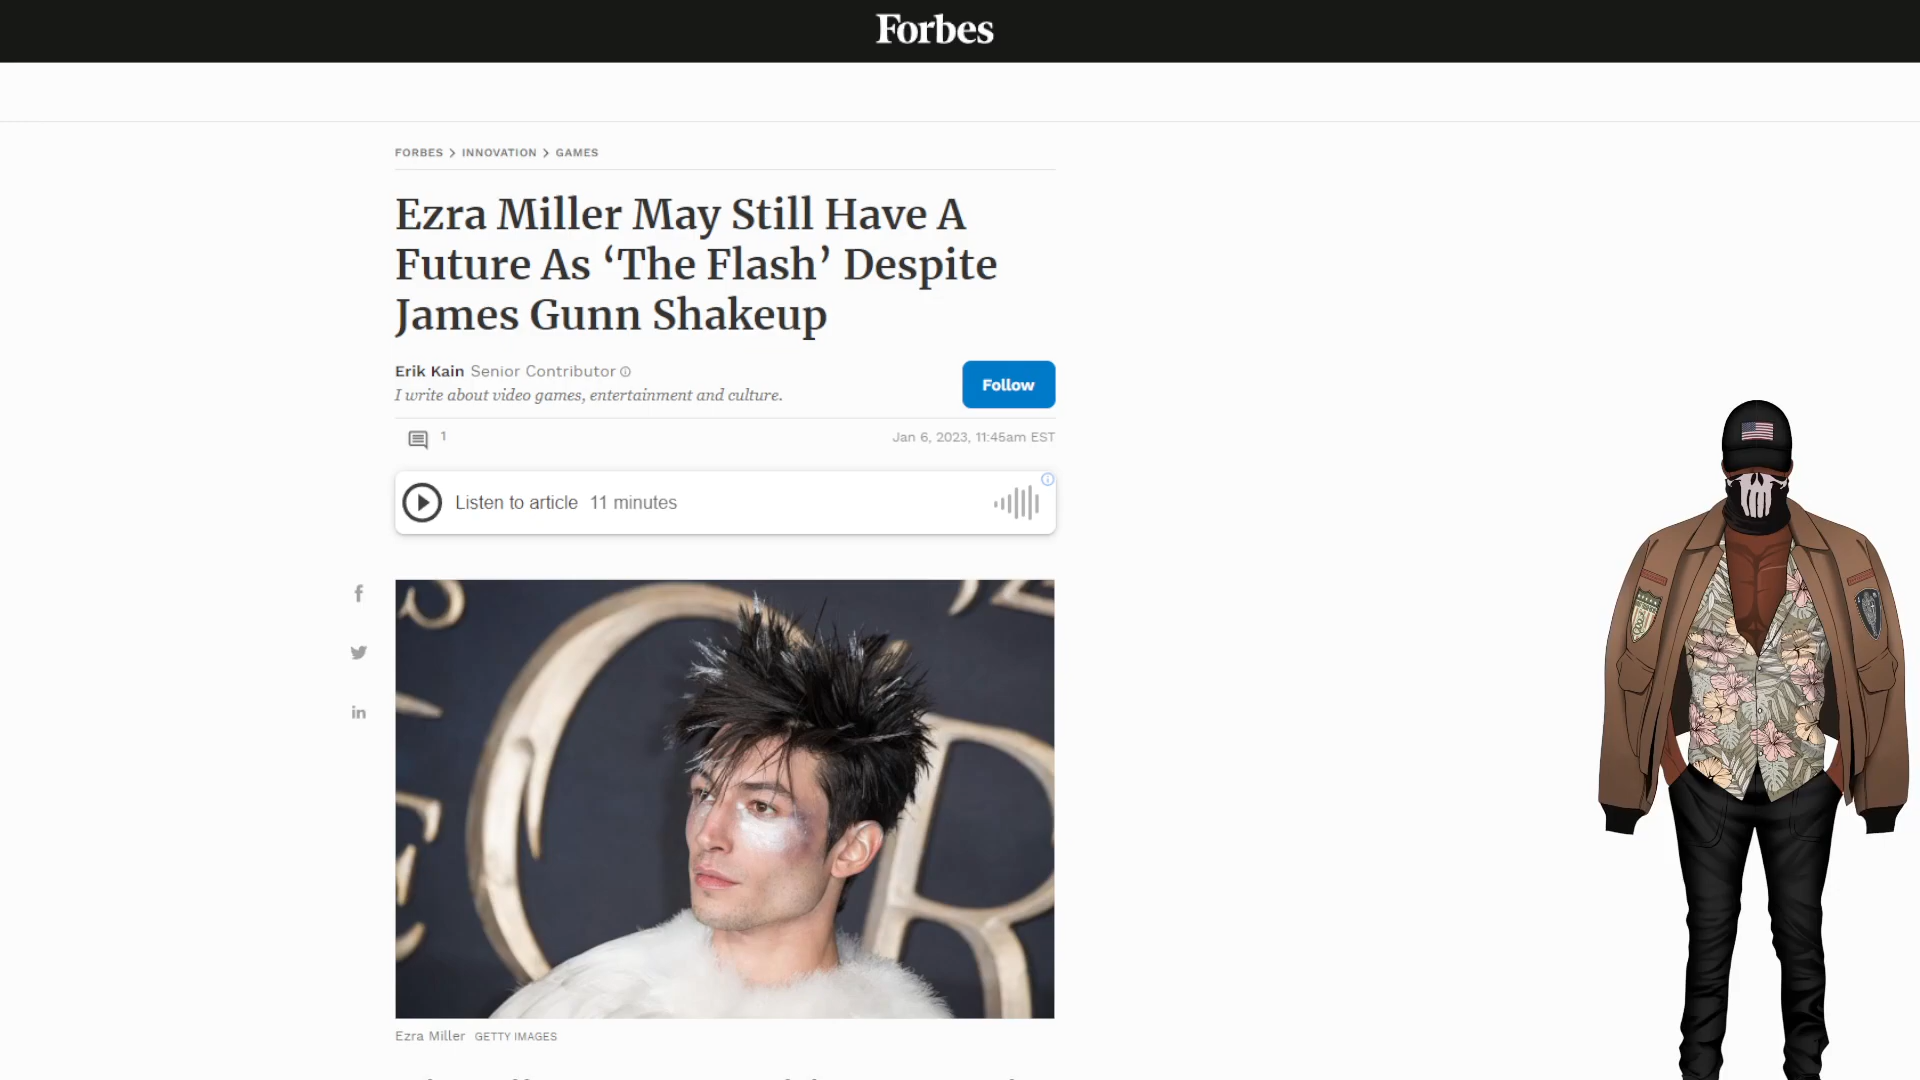 Forbes
FORBES > INNOVATION > GAMES
Ezra Miller May Still Have A
Future As ‘The Flash’ Despite
James Gunn Shakeup
Erik Kain Senior Contributor
I write about video games, entertainment and culture.
Follow
1
Jan 6, 2023, 11:45am EST
Listen to article 11 minutes
Ezra Miller GETTY IMAGES